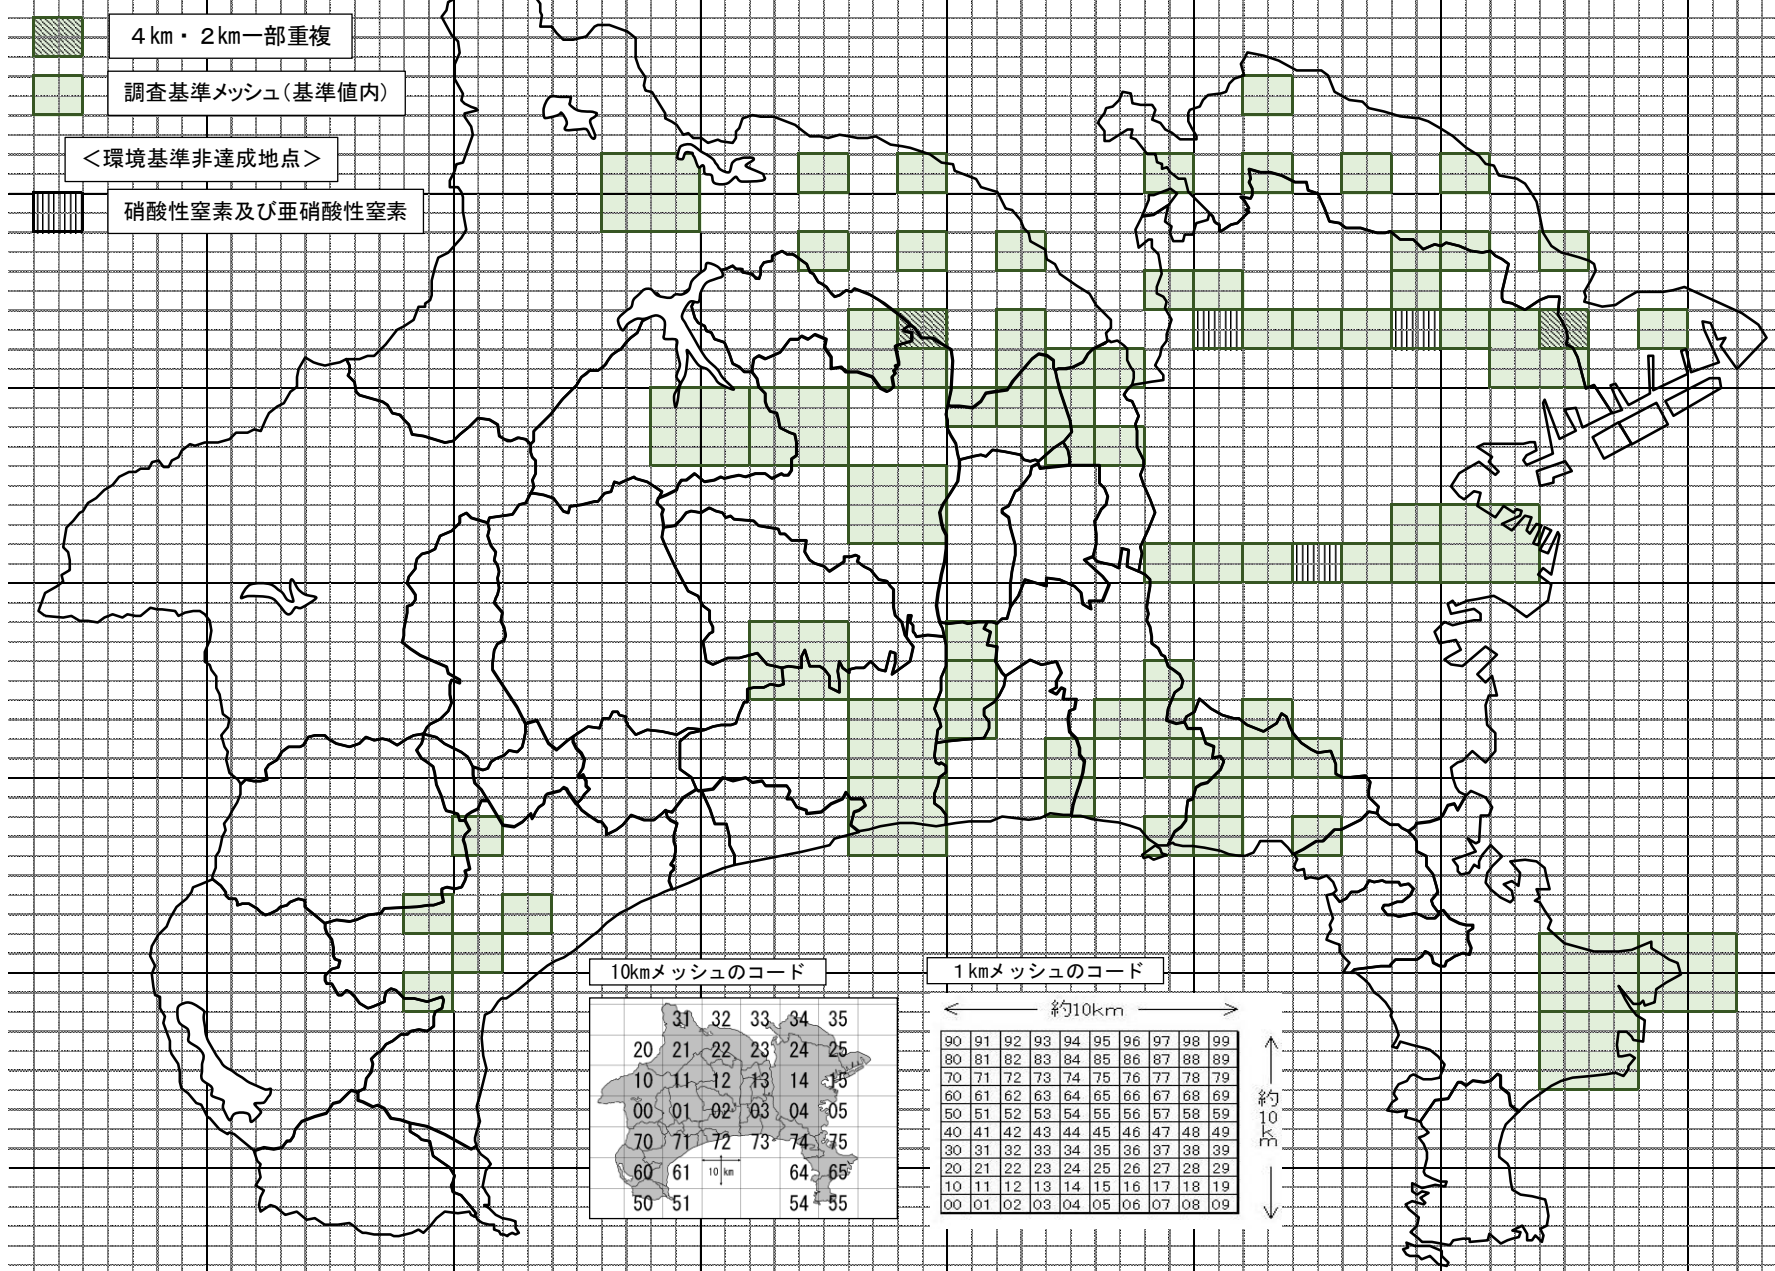 ４km・２km一部重複
調査基準メッシュ（基準値内）
＜環境基準非達成地点＞
硝酸性窒素及び亜硝酸性窒素
10kmメッシュのコード
31 32 33 34 35
20 21 22 23 24 25
10 11 12 13 14 15
00 01 02 03 04 05
70 71 72 73 74 75
60 61 10 km 64 65
50 51 54 55
１kmメッシュのコード
約10km
90 91 92 93 94 95 96 97 98 99
80 81 82 83 84 85 86 87 88 89
70 71 72 73 74 75 76 77 78 79
60 61 62 63 64 65 66 67 68 69
50 51 52 53 54 55 56 57 58 59
40 41 42 43 44 45 46 47 48 49
30 31 32 33 34 35 36 37 38 39
20 21 22 23 24 25 26 27 28 29
10 11 12 13 14 15 16 17 18 19
00 01 02 03 04 05 06 07 08 09
約10km